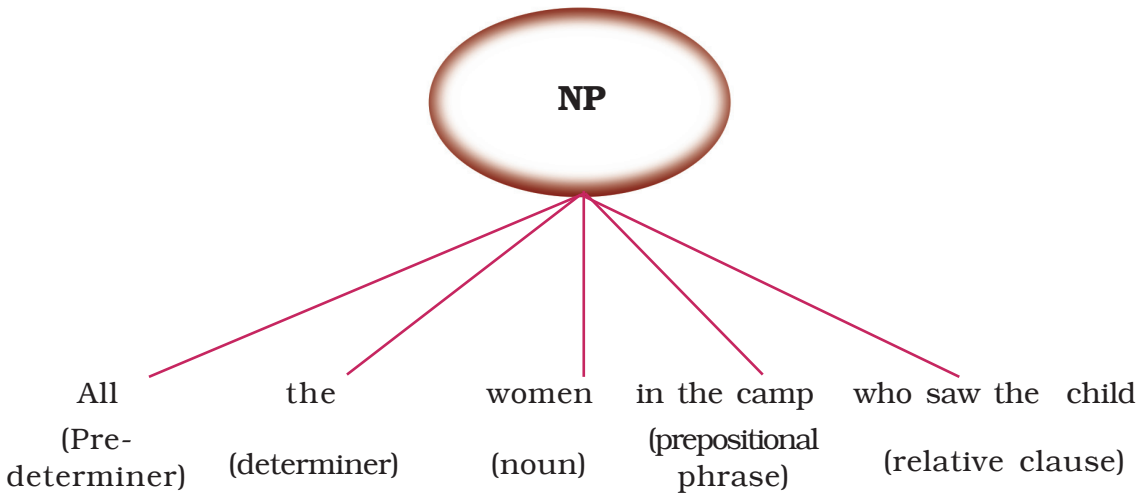 NP
All the women in the camp who saw the child
(Pre-
determiner) (determiner) (noun) (prepositional
phrase) (relative clause)